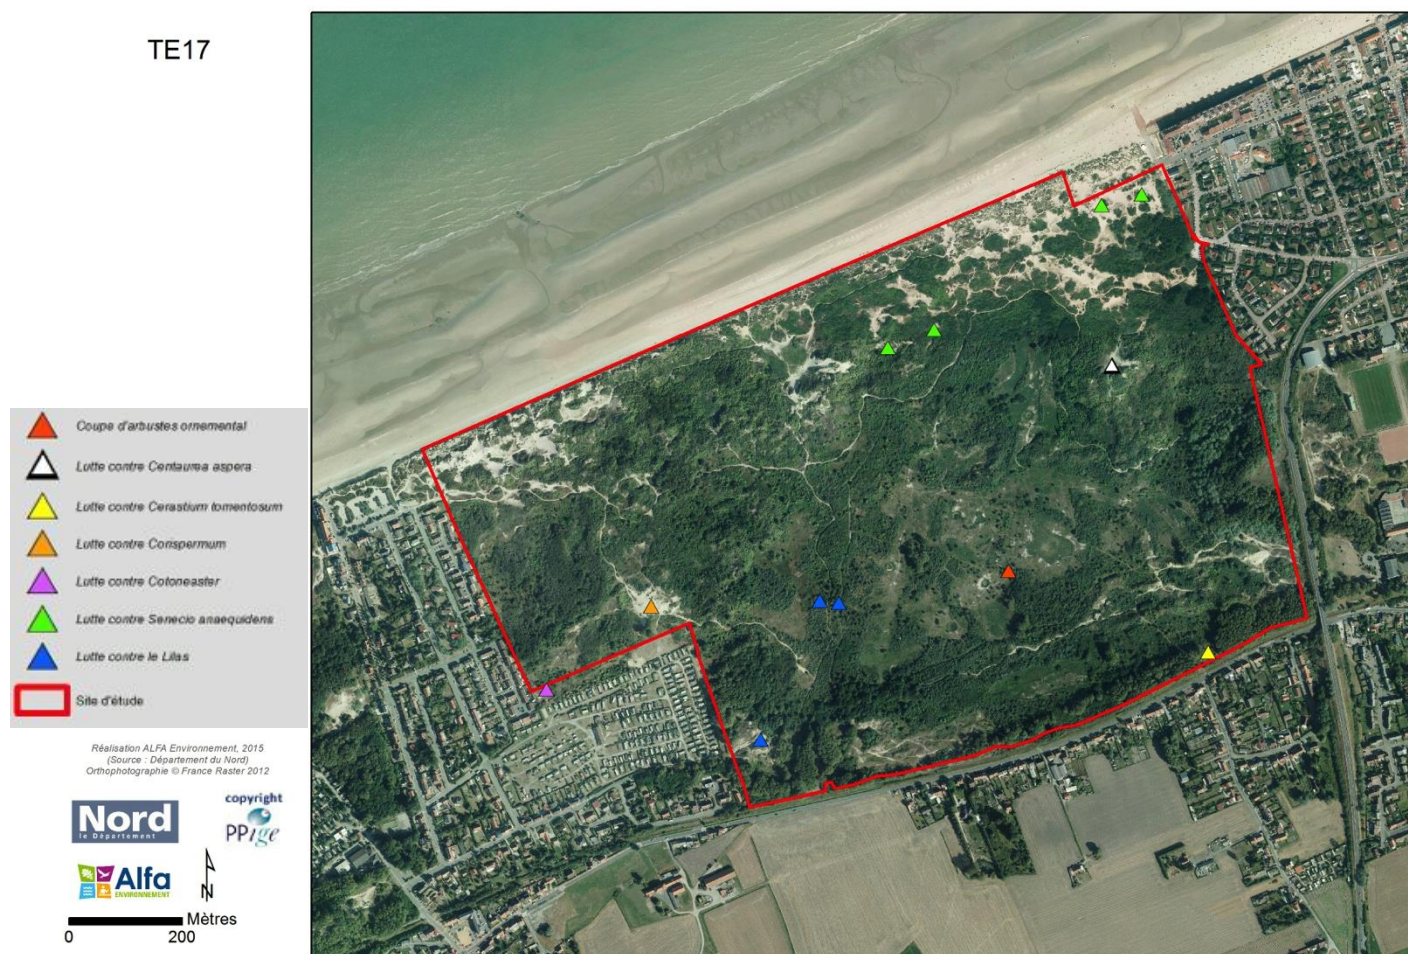 TE17
Coupe d'arbustes ornemental
Lutte contre Centaurea aspera
Lutte contre Cerastium tomentosum
Lutte contre Corispermum
Lutte contre Cotoneaster
Lutte contre Senecio anaequidens
Lutte contre le Lilas
Site d'étude
Réalisation ALFA Environnement, 2015
(Source : Département du Nord)
Orthophotographie © France Raster 2012
Nord
le Département
copyright
PPige
Alfa
ENVIRONNEMENT
N
Mètres
0 200